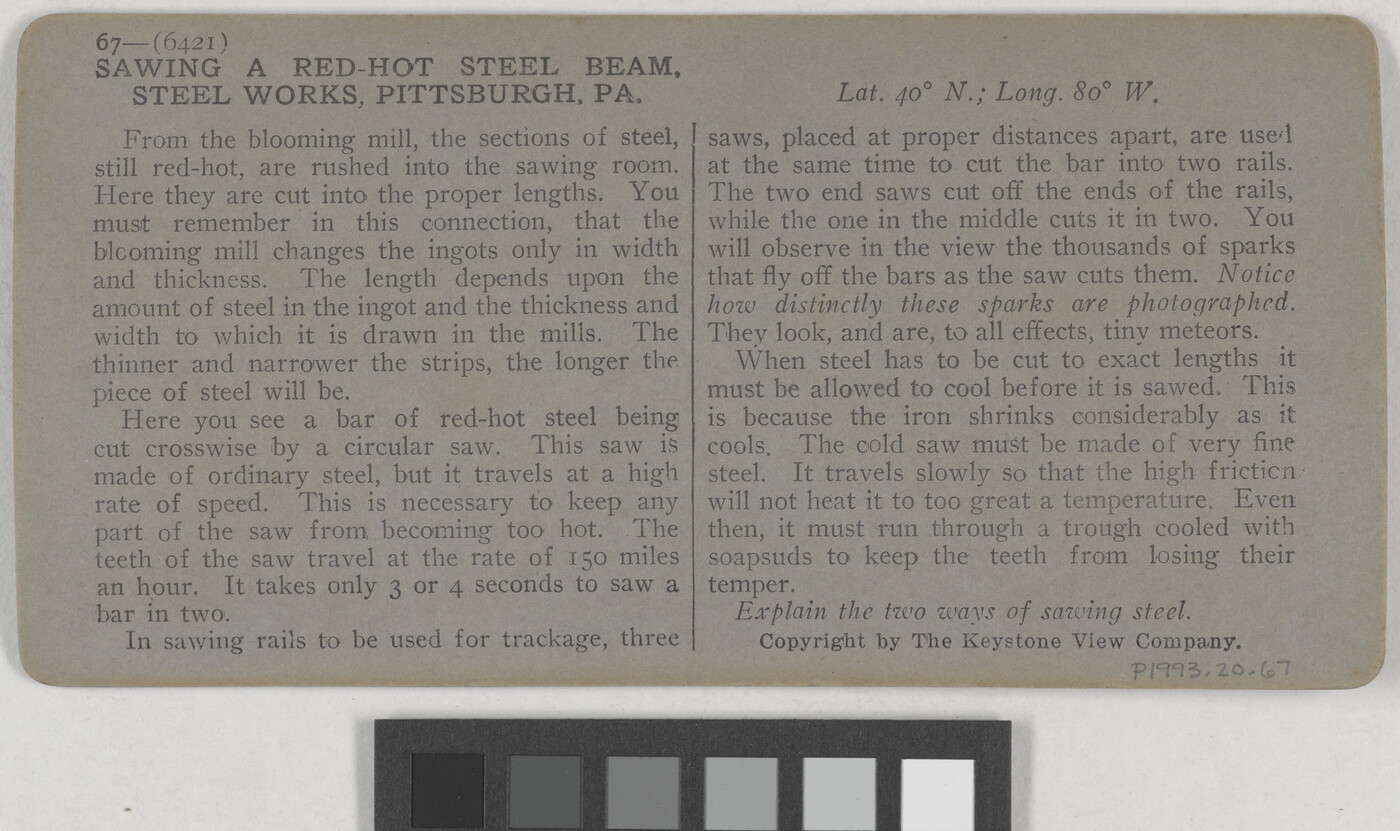 67—(6421)
SAWING A RED-HOT STEEL BEAM,
STEEL WORKS, PITTSBURGH, PA.
Lat. 40° N.; Long. 80° W.
From the blooming mill, the sections of steel,
still red-hot, are rushed into the sawing room.
Here they are cut into the proper lengths. You
must remember in this connection, that the
blooming mill changes the ingots only in width
and thickness. The length depends upon the
amount of steel in the ingot and the thickness and
width to which it is drawn in the mills. The
thinner and narrower the strips, the longer the
piece of steel will be.
Here you see a bar of red-hot steel being
cut crosswise by a circular saw. This saw is
made of ordinary steel, but it travels at a high
rate of speed. This is necessary to keep any
part of the saw from becoming too hot. The
teeth of the saw travel at the rate of 150 miles
an hour. It takes only 3 or 4 seconds to saw a
bar in two.
In sawing rails to be used for trackage, three
saws, placed at proper distances apart, are used
at the same time to cut the bar into two rails.
The two end saws cut off the ends of the rails,
while the one in the middle cuts it in two. You
will observe in the view the thousands of sparks
that fly off the bars as the saw cuts them. Notice
how distinctly these sparks are photographed.
They look, and are, to all effects, tiny meteors.
When steel has to be cut to exact lengths it
must be allowed to cool before it is sawed. This
is because the iron shrinks considerably as it
cools. The cold saw must be made of very fine
steel. It travels slowly so that the high friction
will not heat it to too great a temperature. Even
then, it must run through a trough cooled with
soapsuds to keep the teeth from losing their
temper.
Explain the two ways of sawing steel.
Copyright by The Keystone View Company.
P1993.20.67